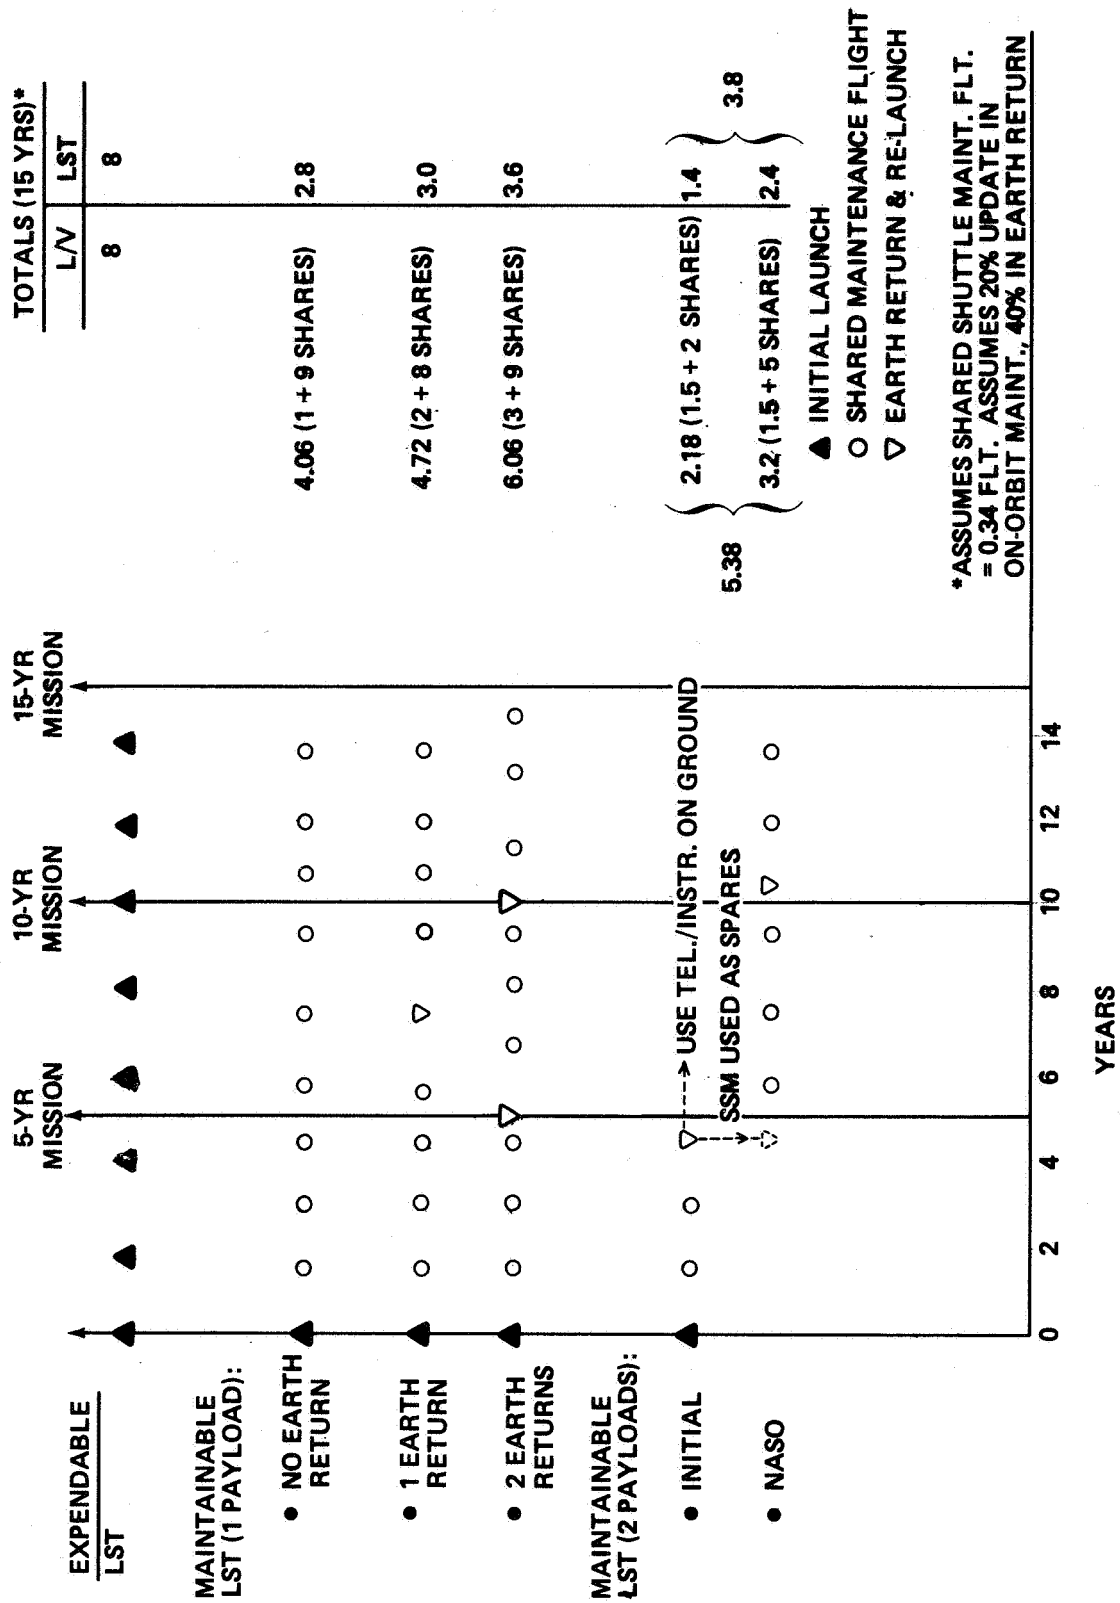 5-YR
MISSION
10-YR
MISSION
15-YR
MISSION
TOTALS (15 YRS)*
L/V
LST
EXPENDABLE
LST
8
8
MAINTAINABLE
LST (1 PAYLOAD):
• NO EARTH
RETURN
4.06 (1 + 9 SHARES)
2.8
• 1 EARTH
RETURN
4.72 (2 + 8 SHARES)
3.0
• 2 EARTH
RETURNS
6.06 (3 + 9 SHARES)
3.6
MAINTAINABLE
LST (2 PAYLOADS):
• INITIAL
USE TEL./INSTR. ON GROUND
2.18 (1.5 + 2 SHARES)
1.4
SSM USED AS SPARES
5.38
3.8
• NASO
3.2 (1.5 + 5 SHARES)
2.4
INITIAL LAUNCH
SHARED MAINTENANCE FLIGHT
EARTH RETURN & RE-LAUNCH
*ASSUMES SHARED SHUTTLE MAINT. FLT.
= 0.34 FLT. ASSUMES 20% UPDATE IN
ON-ORBIT MAINT., 40% IN EARTH RETURN
0 2 4 6 8 10 12 14
YEARS